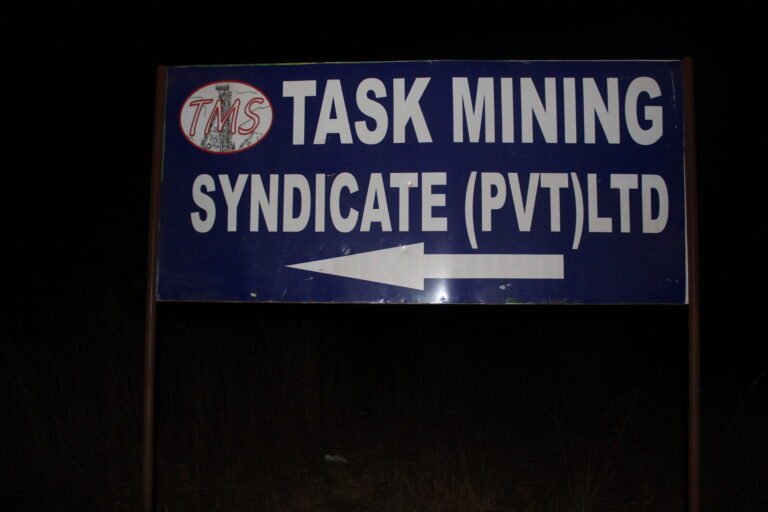 TMS
TASK MINING
SYNDICATE (PVT)LTD